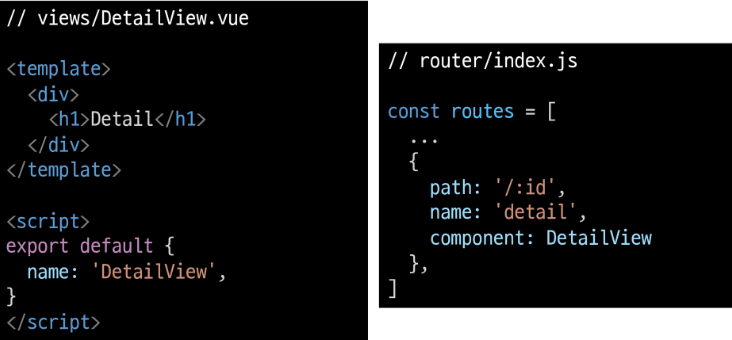 // views/DetailView.vue
<template>
  <div>
    <h1>Detail</h1>
  </div>
</template>
<script>
export default {
  name: 'DetailView',
}
</script>
// router/index.js
const routes = [
  ...
  {
    path: '/:id',
    name: 'detail',
    component: DetailView
  },
]